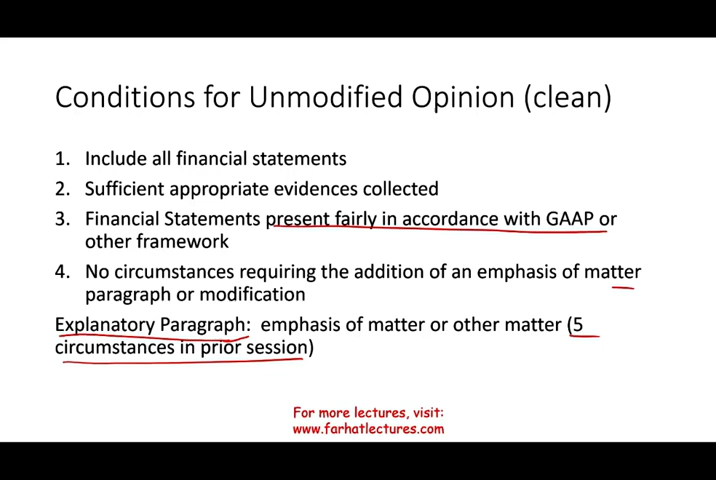 Conditions for Unmodified Opinion (clean)
1. Include all financial statements
2. Sufficient appropriate evidences collected
3. Financial Statements present fairly in accordance with GAAP or
other framework
4. No circumstances requiring the addition of an emphasis of matter
paragraph or modification
Explanatory Paragraph: emphasis of matter or other matter (5
circumstances in prior session)
For more lectures, visit:
www.farhatlectures.com